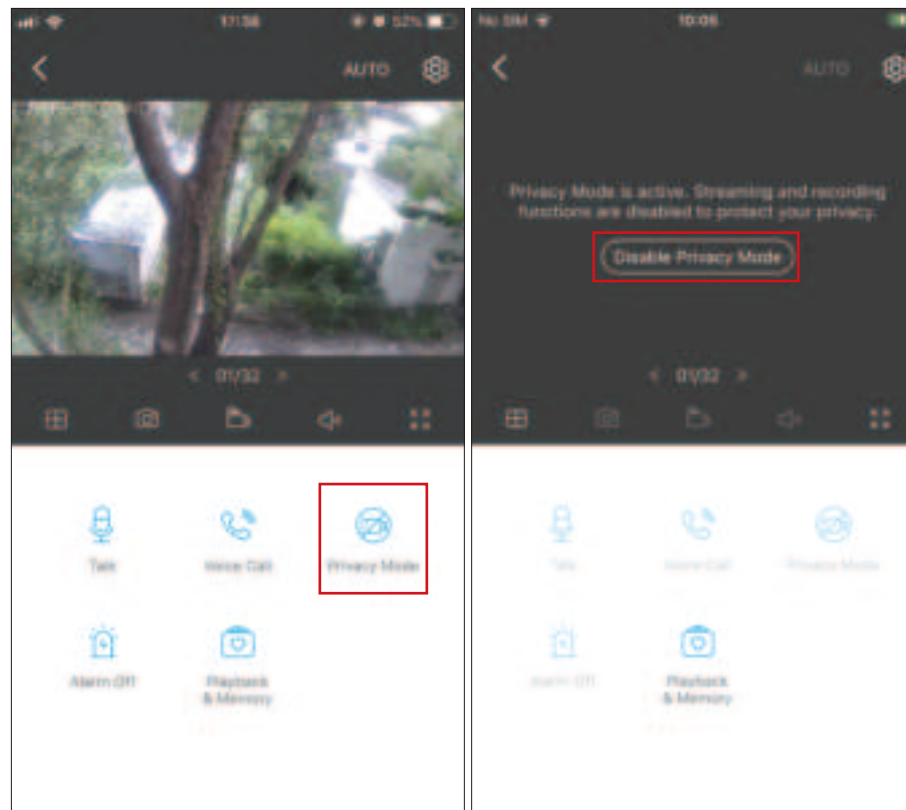 17:38 52%
AUTO
01/32
Talk Voice Call Privacy Mode
Alarm Off Playback
& Memory
No SIM 10:06
AUTO
Privacy Mode is active. Streaming and recording
functions are disabled to protect your privacy.
Disable Privacy Mode
01/32
Talk Voice Call Privacy Mode
Alarm Off Playback
& Memory